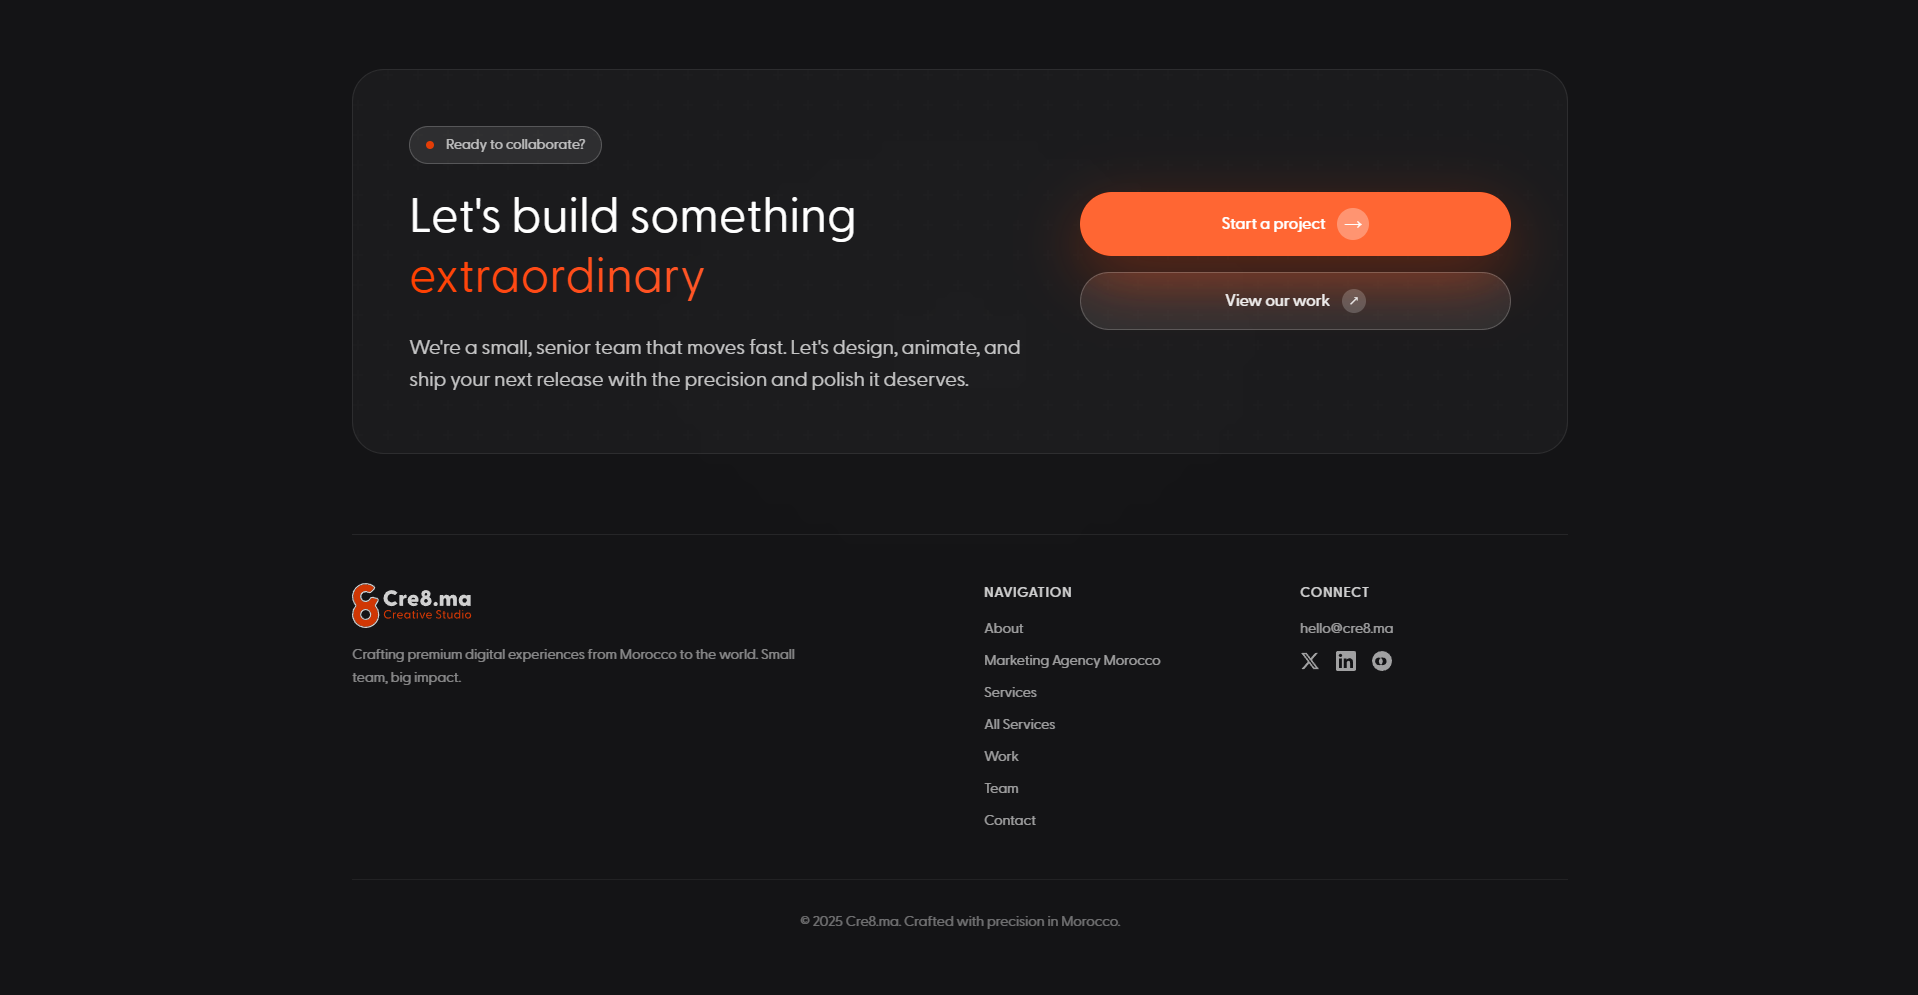 Ready to collaborate?
Let's build something
extraordinary
We're a small, senior team that moves fast. Let's design, animate, and
ship your next release with the precision and polish it deserves.
Start a project →
View our work ↗
Cre8.ma
Creative Studio
Crafting premium digital experiences from Morocco to the world. Small
team, big impact.
NAVIGATION
About
Marketing Agency Morocco
Services
All Services
Work
Team
Contact
CONNECT
hello@cre8.ma
© 2025 Cre8.ma. Crafted with precision in Morocco.